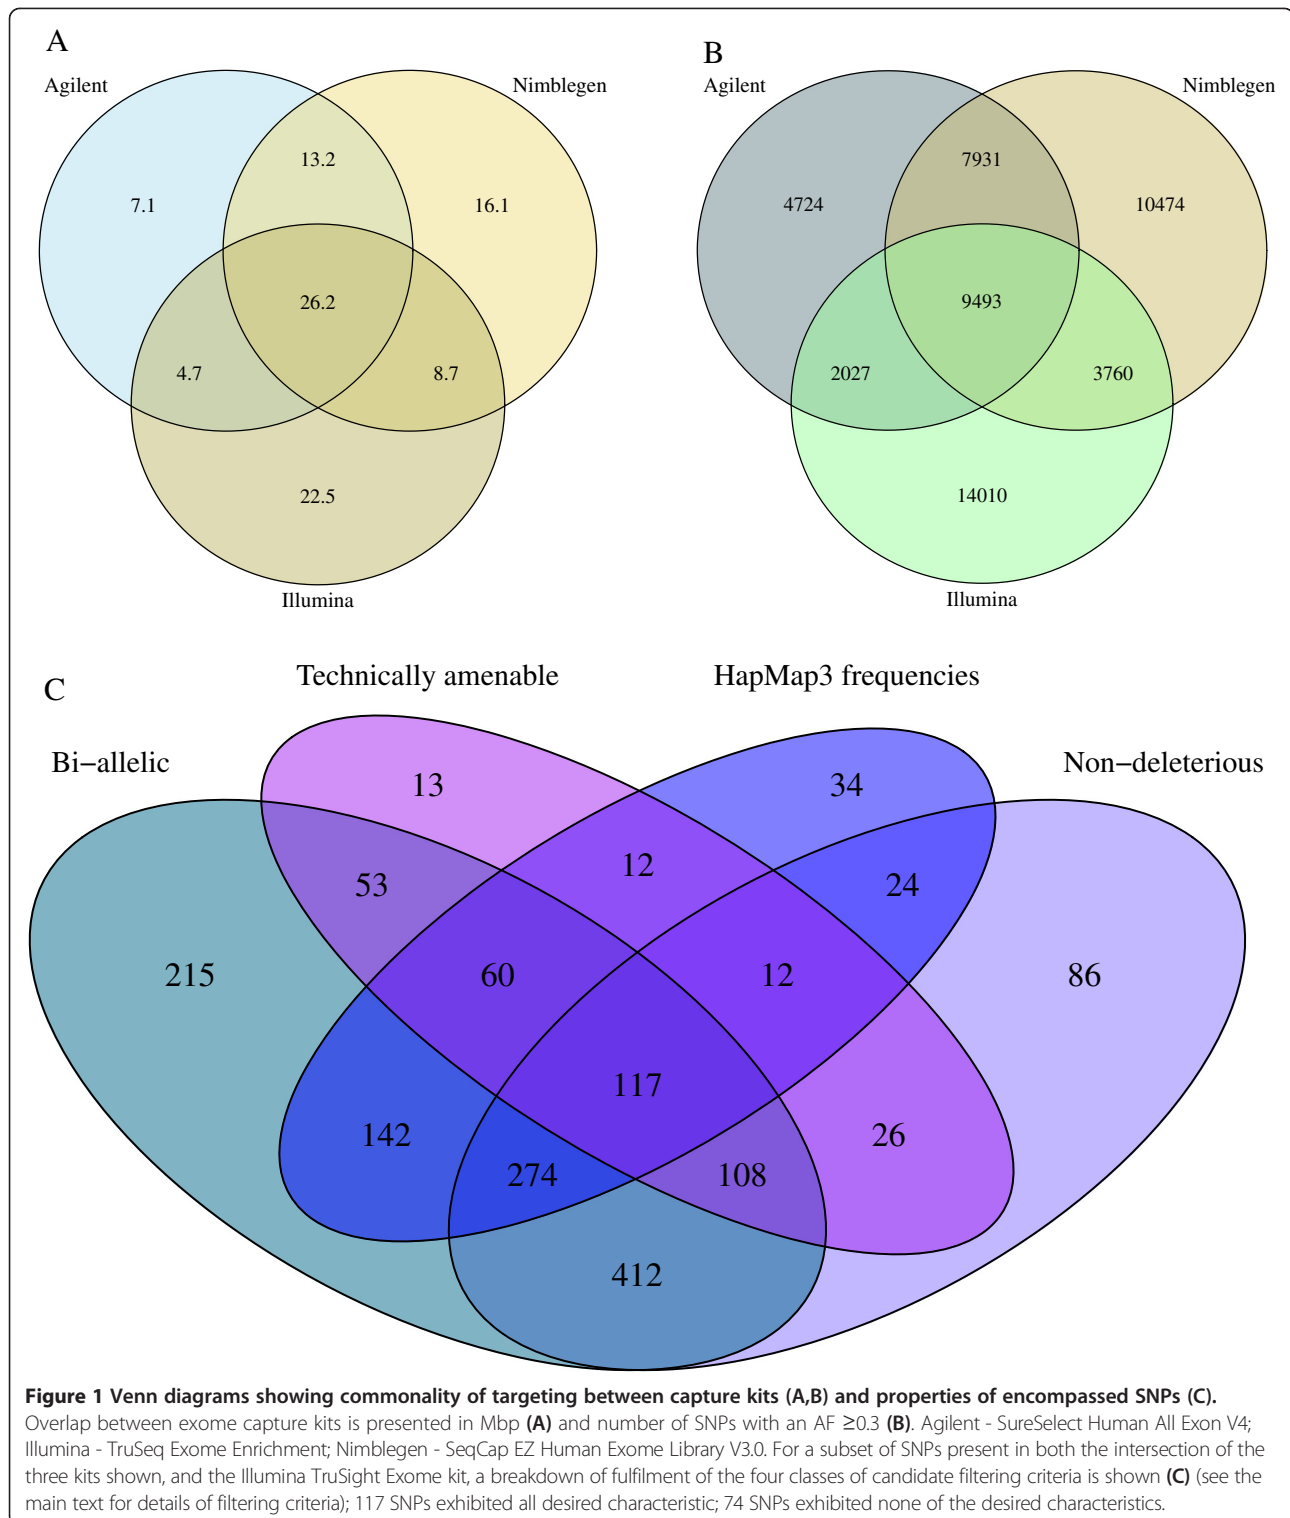 A
B
Agilent
Nimblegen
Agilent
Nimblegen
13.2
7931
7.1
16.1
4724
10474
26.2
9493
4.7
8.7
2027
3760
22.5
14010
Illumina
Illumina
C
Technically amenable
HapMap3 frequencies
Bi−allelic
Non−deleterious
13
34
53
12
24
215
60
12
86
117
142
26
274
108
412
Figure 1 Venn diagrams showing commonality of targeting between capture kits (A,B) and properties of encompassed SNPs (C).
Overlap between exome capture kits is presented in Mbp (A) and number of SNPs with an AF ≥0.3 (B). Agilent - SureSelect Human All Exon V4;
Illumina - TruSeq Exome Enrichment; Nimblegen - SeqCap EZ Human Exome Library V3.0. For a subset of SNPs present in both the intersection of the
three kits shown, and the Illumina TruSight Exome kit, a breakdown of fulfilment of the four classes of candidate filtering criteria is shown (C) (see the
main text for details of filtering criteria); 117 SNPs exhibited all desired characteristic; 74 SNPs exhibited none of the desired characteristics.